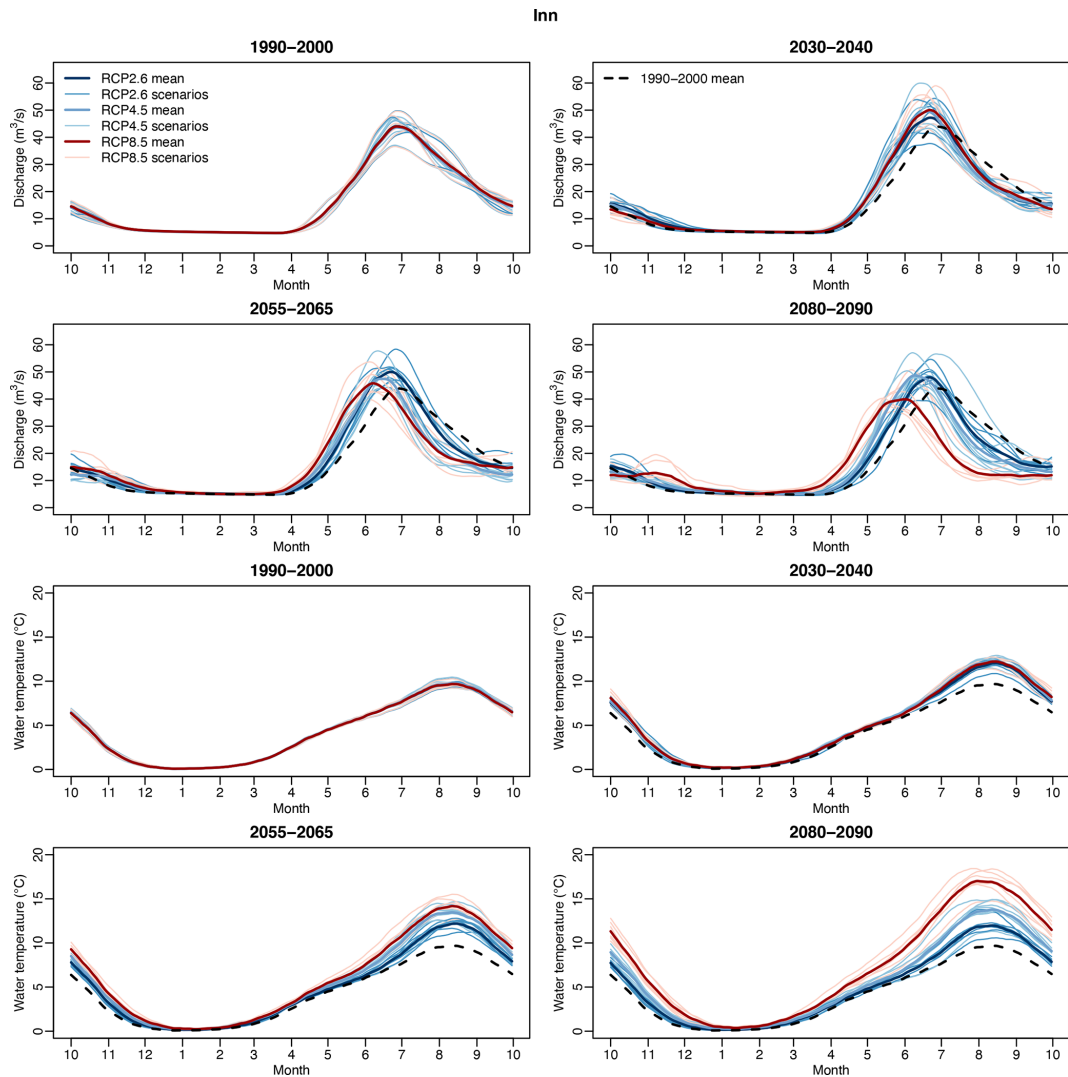 Inn
1990–2000
2030–2040
Discharge (m³/s)
0 10 20 30 40 50 60
RCP2.6 mean
RCP2.6 scenarios
RCP4.5 mean
RCP4.5 scenarios
RCP8.5 mean
RCP8.5 scenarios
10 11 12 1 2 3 4 5 6 7 8 9 10
Month
Discharge (m³/s)
0 10 20 30 40 50 60
1990–2000 mean
10 11 12 1 2 3 4 5 6 7 8 9 10
Month
2055–2065
2080–2090
Discharge (m³/s)
0 10 20 30 40 50 60
10 11 12 1 2 3 4 5 6 7 8 9 10
Month
Discharge (m³/s)
0 10 20 30 40 50 60
10 11 12 1 2 3 4 5 6 7 8 9 10
Month
1990–2000
2030–2040
Water temperature (°C)
0 5 10 15 20
10 11 12 1 2 3 4 5 6 7 8 9 10
Month
Water temperature (°C)
0 5 10 15 20
10 11 12 1 2 3 4 5 6 7 8 9 10
Month
2055–2065
2080–2090
Water temperature (°C)
0 5 10 15 20
10 11 12 1 2 3 4 5 6 7 8 9 10
Month
Water temperature (°C)
0 5 10 15 20
10 11 12 1 2 3 4 5 6 7 8 9 10
Month